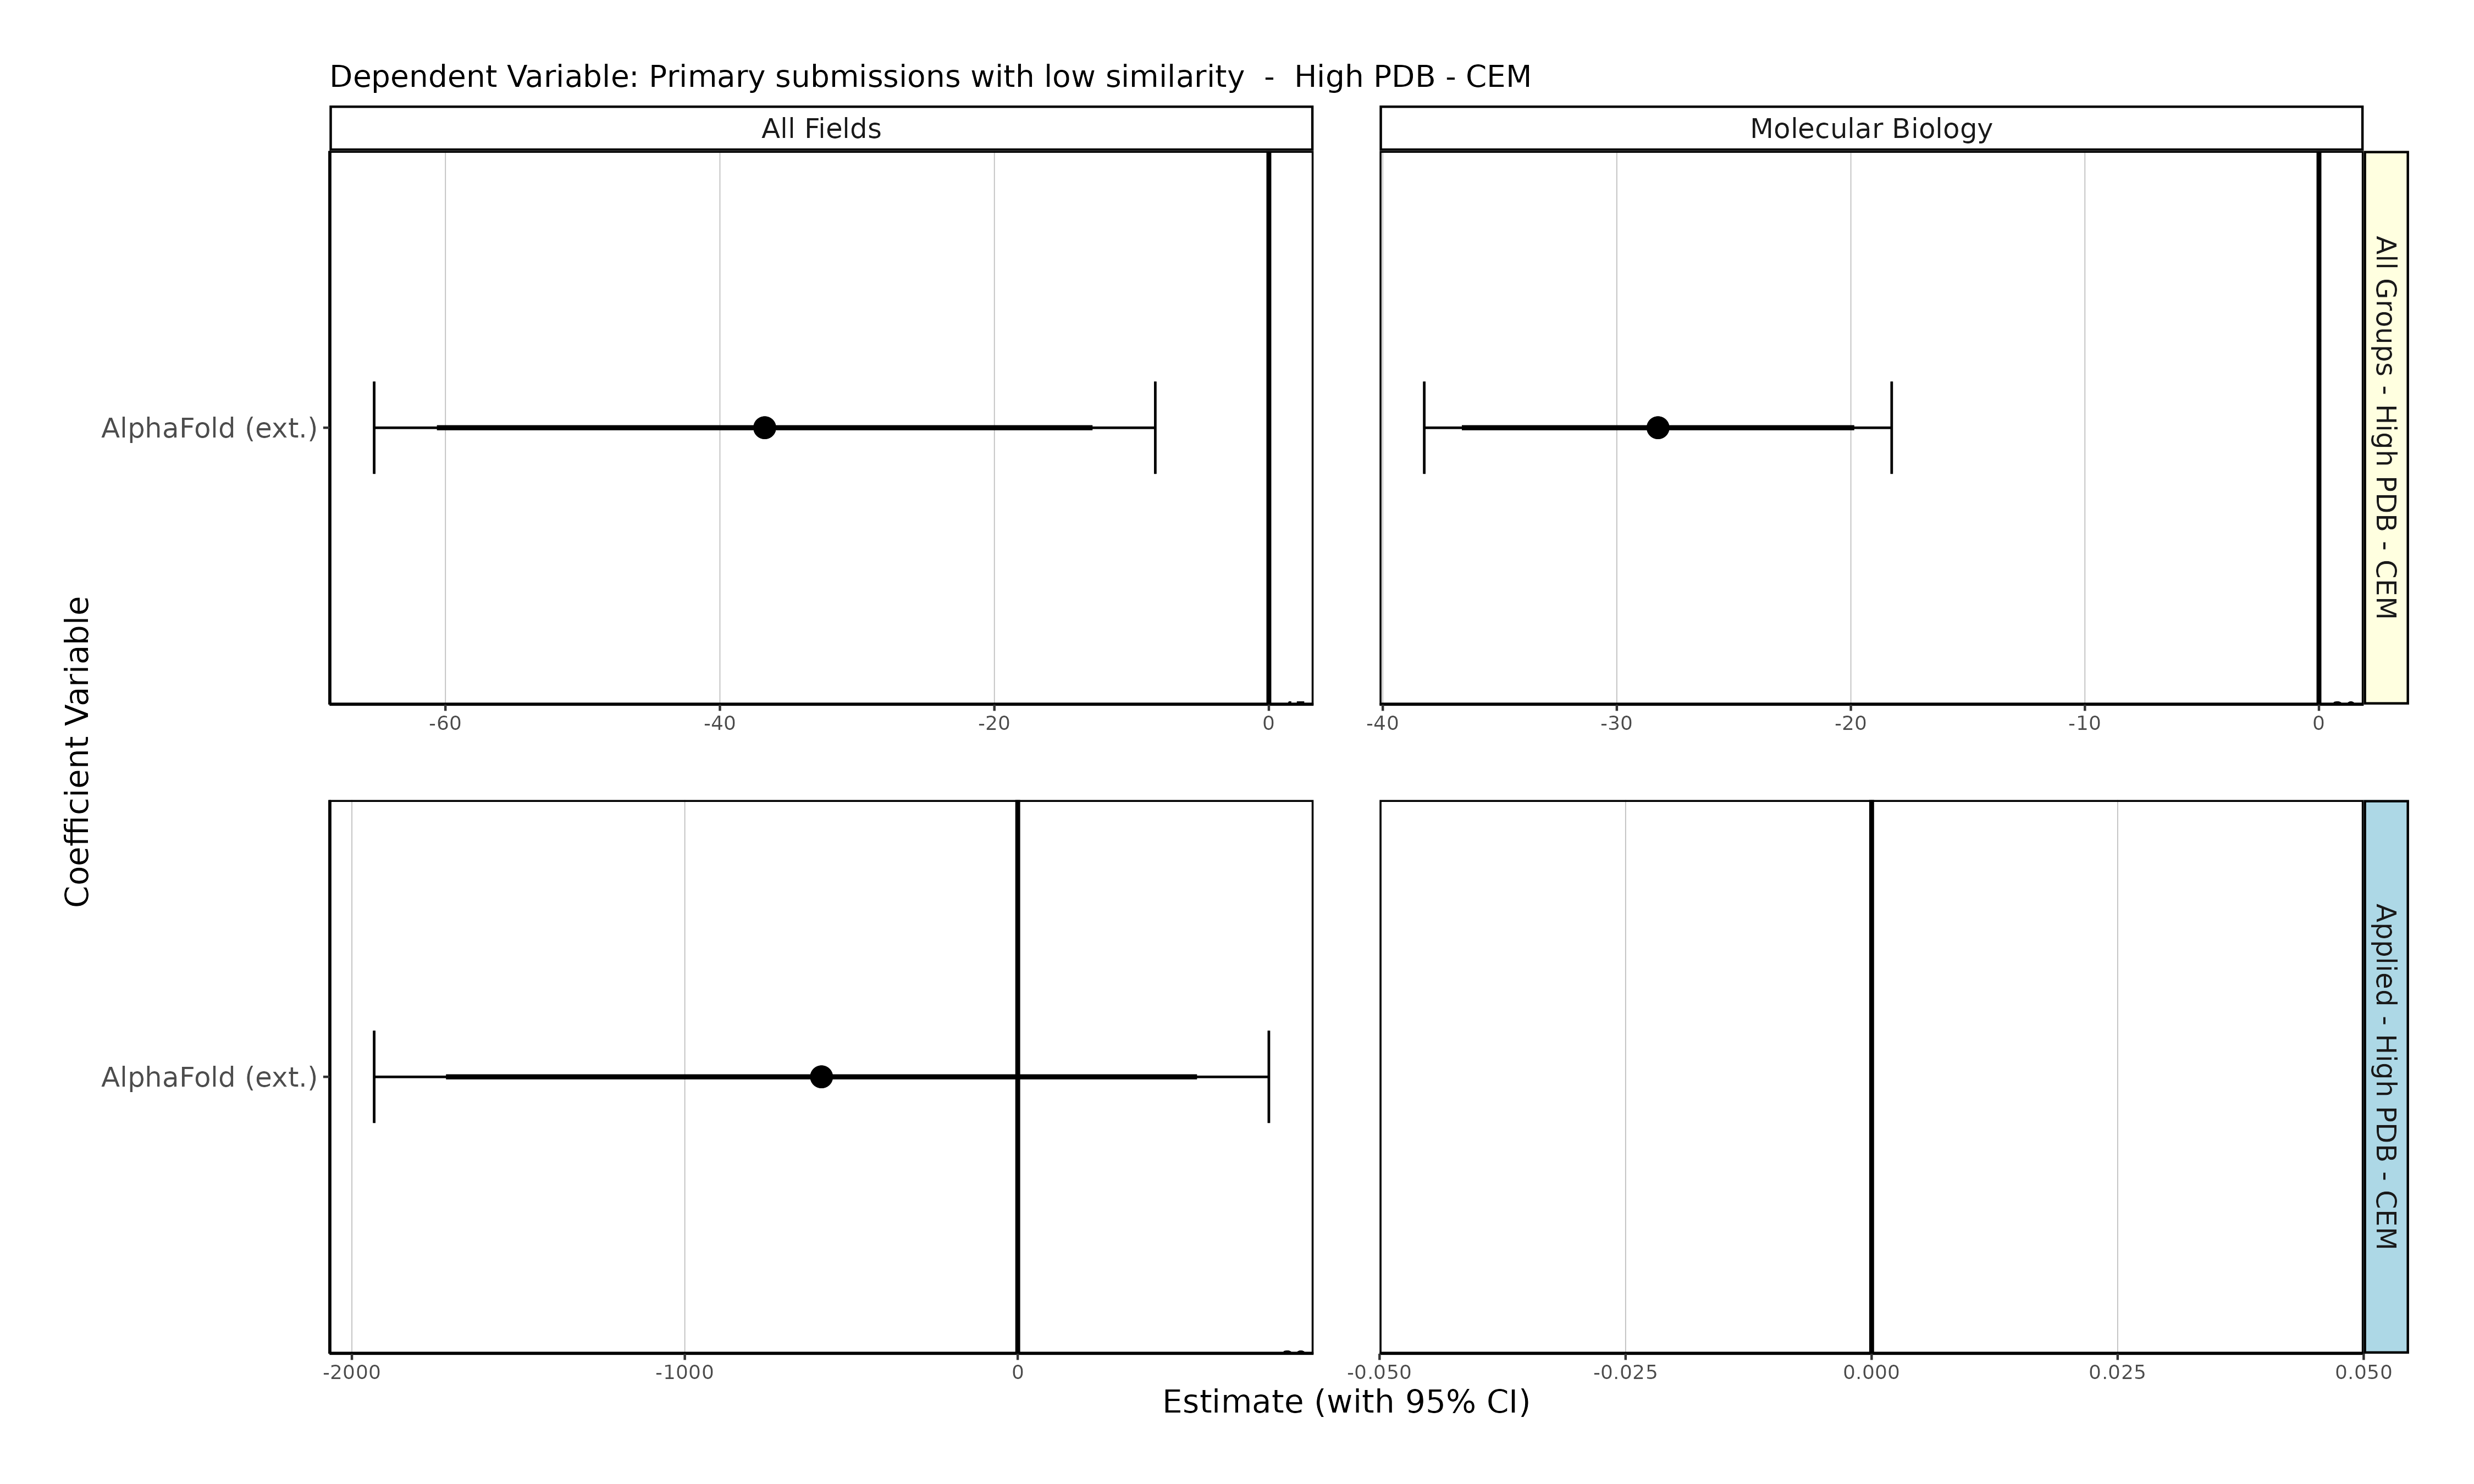 Dependent Variable: Primary submissions with low similarity - High PDB - CEM
All Fields
Molecular Biology
AlphaFold (ext.)
All Groups - High PDB - CEM
-60
-40
-20
0
-40
-30
-20
-10
0
Coefficient Variable
AlphaFold (ext.)
Applied - High PDB - CEM
-2000
-1000
0
-0.050
-0.025
0.000
0.025
0.050
Estimate (with 95% CI)